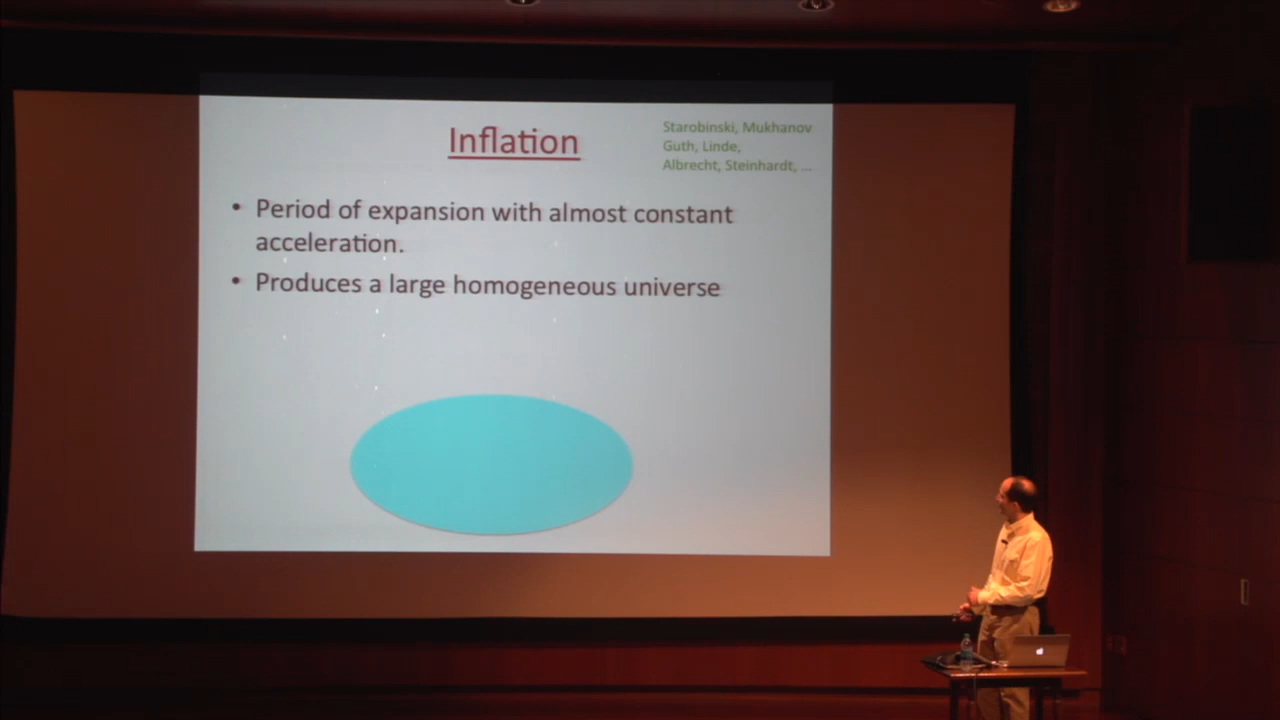 Inflation
Starobinski, Mukhanov
Guth, Linde,
Albrecht, Steinhardt, ...
• Period of expansion with almost constant
acceleration.
• Produces a large homogeneous universe